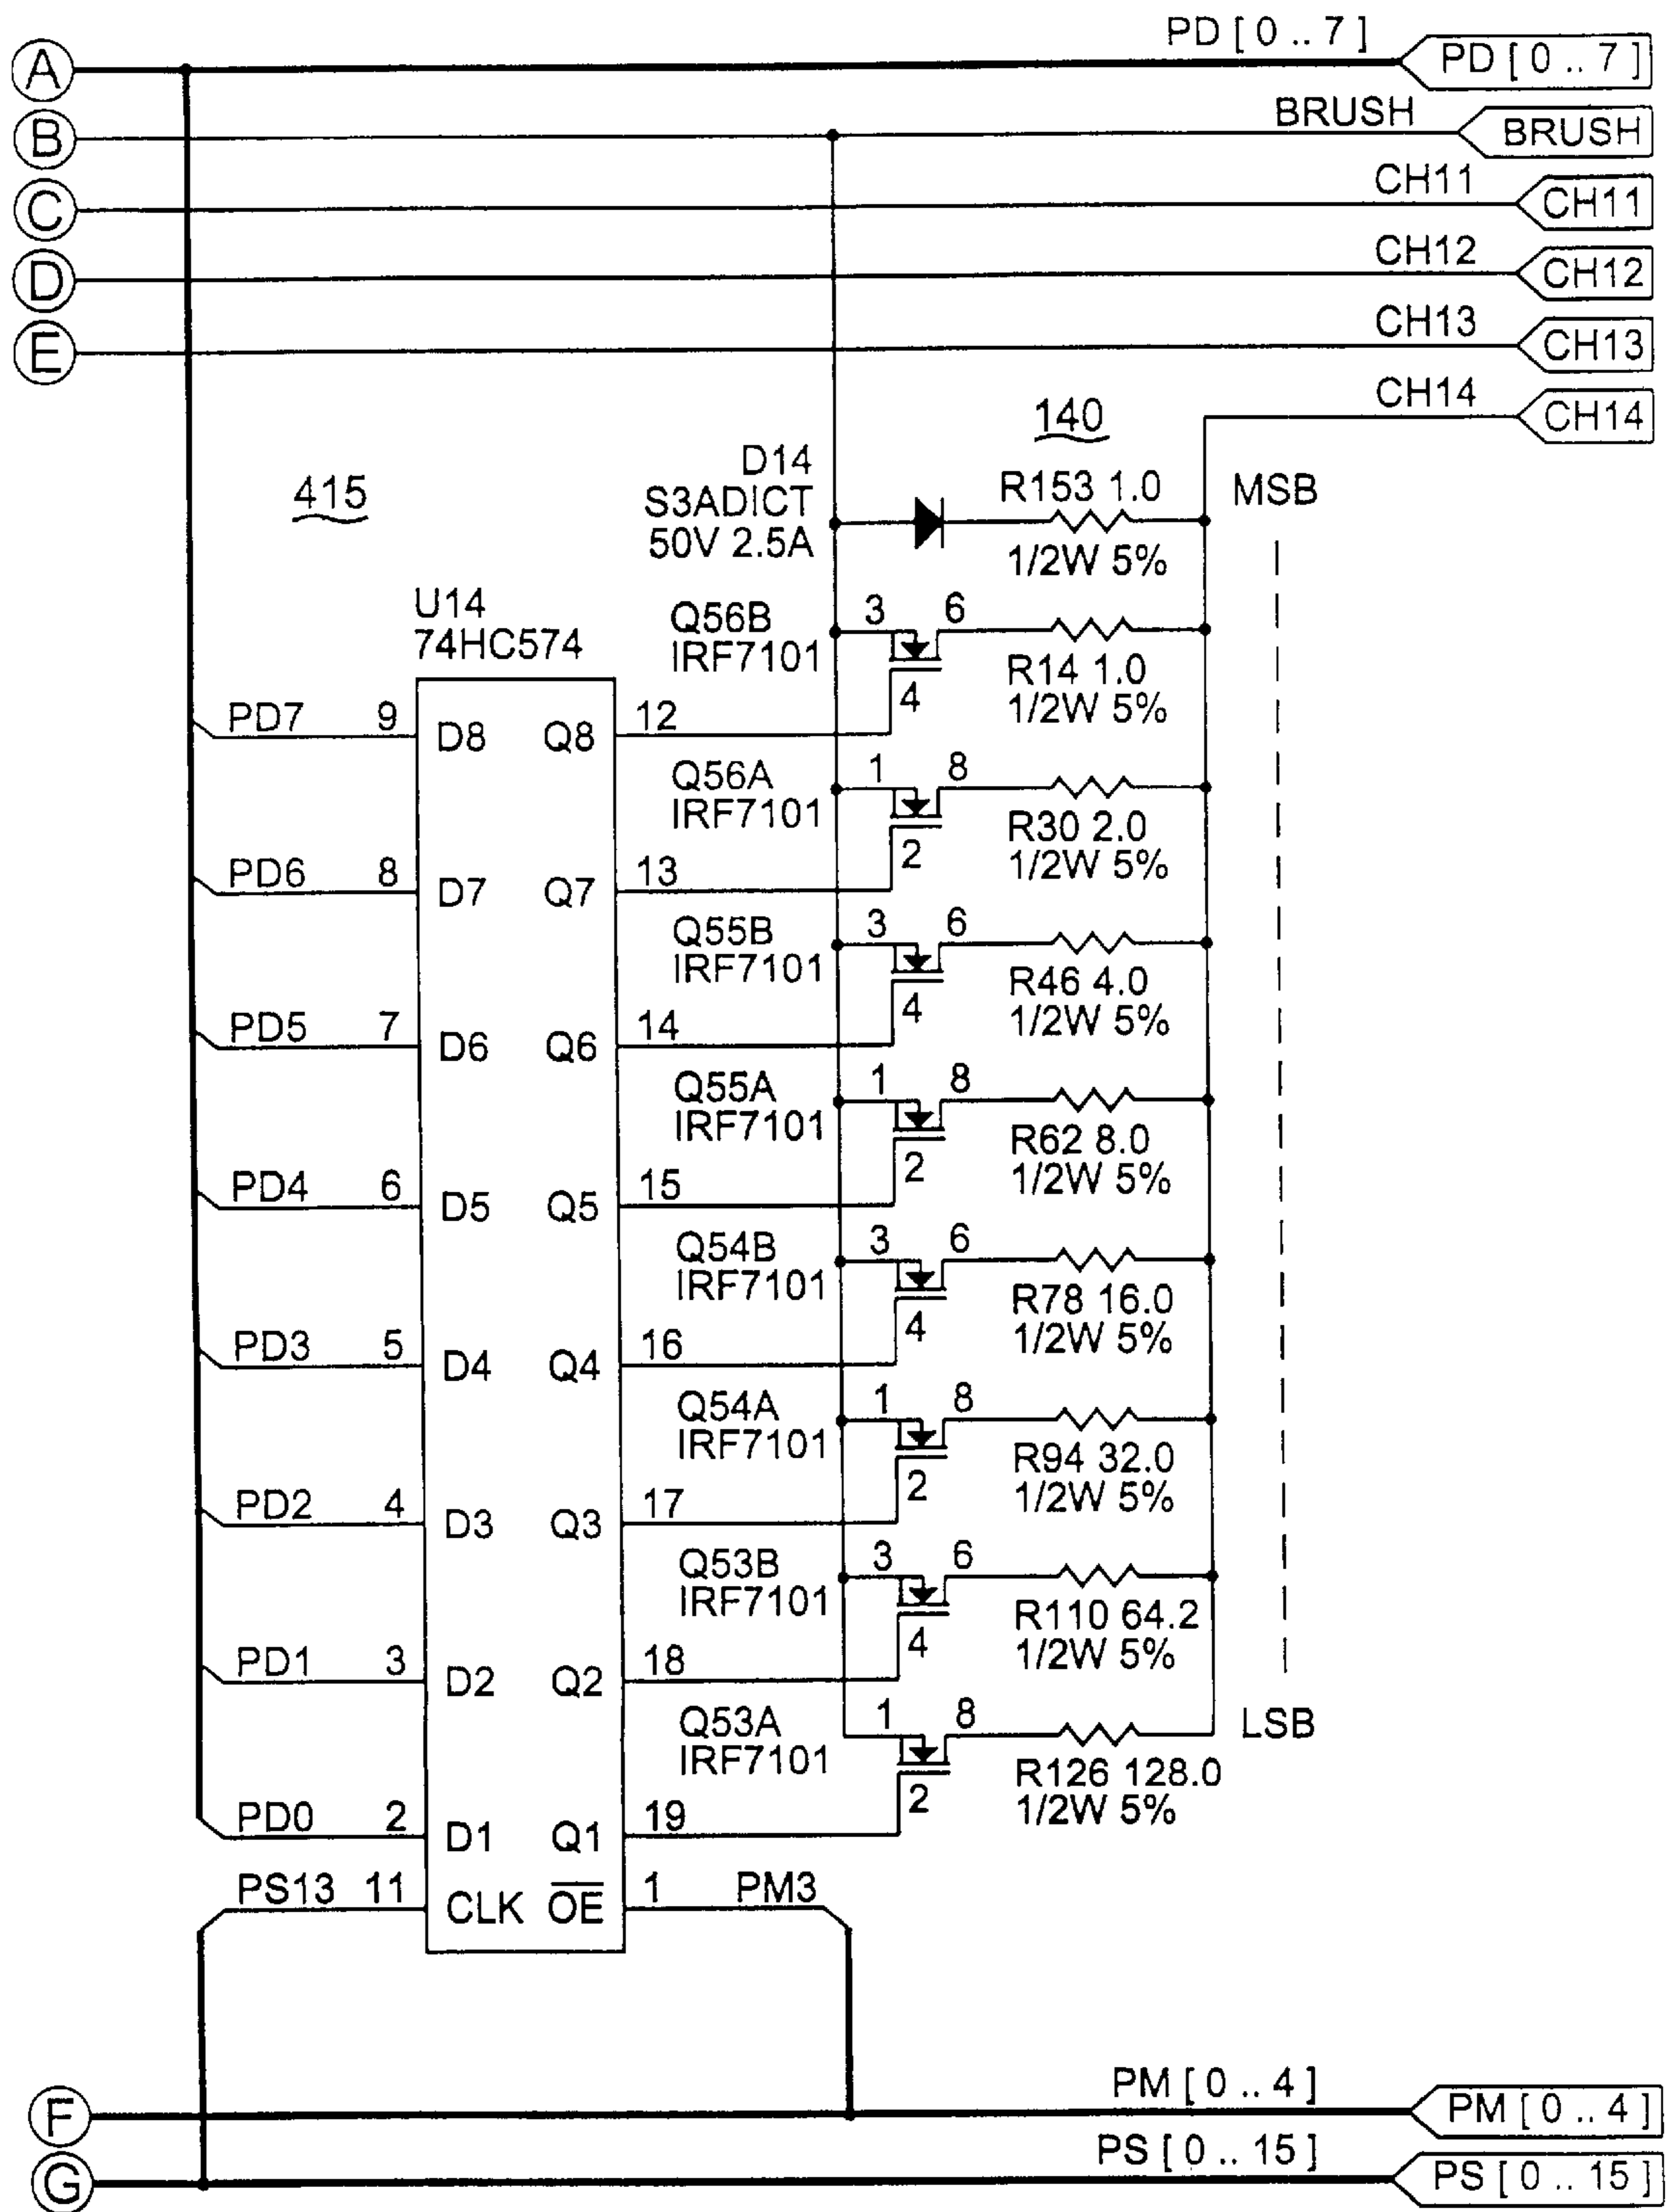 PD [ 0 .. 7 ]
A
PD [ 0 .. 7 ]
BRUSH
B
BRUSH
CH11
C
CH11
CH12
D
CH12
CH13
E
CH13
CH14
CH14
140
415
D14
S3ADICT
50V 2.5A
R153 1.0
1/2W 5%
MSB
U14
74HC574
Q56B
IRF7101
3
6
4
R14 1.0
1/2W 5%
PD7
9
D8
Q8
12
Q56A
IRF7101
1
8
2
R30 2.0
1/2W 5%
PD6
8
D7
Q7
13
Q55B
IRF7101
3
6
4
R46 4.0
1/2W 5%
PD5
7
D6
Q6
14
Q55A
IRF7101
1
8
2
R62 8.0
1/2W 5%
PD4
6
D5
Q5
15
Q54B
IRF7101
3
6
4
R78 16.0
1/2W 5%
PD3
5
D4
Q4
16
Q54A
IRF7101
1
8
2
R94 32.0
1/2W 5%
PD2
4
D3
Q3
17
Q53B
IRF7101
3
6
4
R110 64.2
1/2W 5%
PD1
3
D2
Q2
18
Q53A
IRF7101
1
8
2
LSB
R126 128.0
1/2W 5%
PD0
2
D1
Q1
19
PS13
11
CLK
OE
1
PM3
PM [ 0 .. 4 ]
F
PM [ 0 .. 4 ]
PS [ 0 .. 15 ]
G
PS [ 0 .. 15 ]